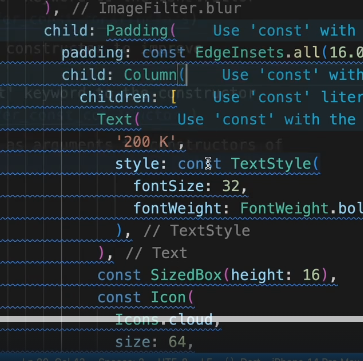 ), // ImageFilter.blur
child: Padding(     Use 'const' with
padding: const EdgeInsets.all(16.0
child: Column(     Use 'const' with
children: [     Use 'const' liter
Text(     Use 'const' with the
'200 K',
style: const TextStyle(
fontSize: 32,
fontWeight: FontWeight.bol
), // TextStyle
), // Text
const SizedBox(height: 16),
const Icon(
Icons.cloud,
size: 64,